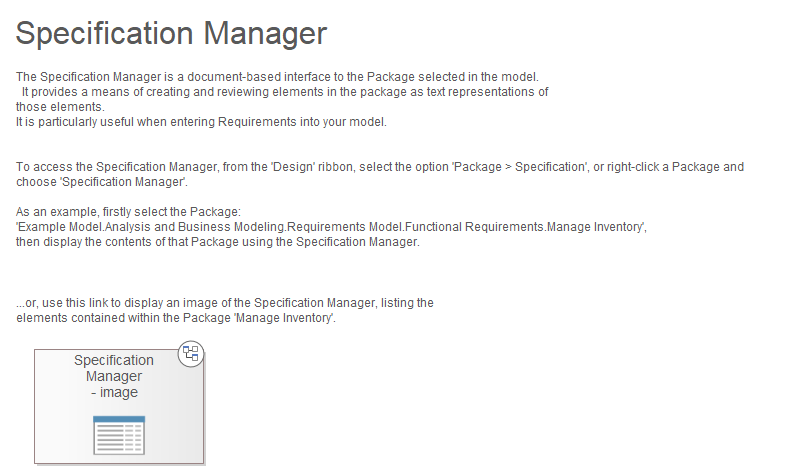 Specification Manager
The Specification Manager is a document-based interface to the Package selected in the model.
It provides a means of creating and reviewing elements in the package as text representations of
those elements.
It is particularly useful when entering Requirements into your model.
To access the Specification Manager, from the 'Design' ribbon, select the option 'Package > Specification', or right-click a Package and
choose 'Specification Manager'.
As an example, firstly select the Package:
'Example Model.Analysis and Business Modeling.Requirements Model.Functional Requirements.Manage Inventory',
then display the contents of that Package using the Specification Manager.
...or, use this link to display an image of the Specification Manager, listing the
elements contained within the Package 'Manage Inventory'.
Specification
Manager
- image